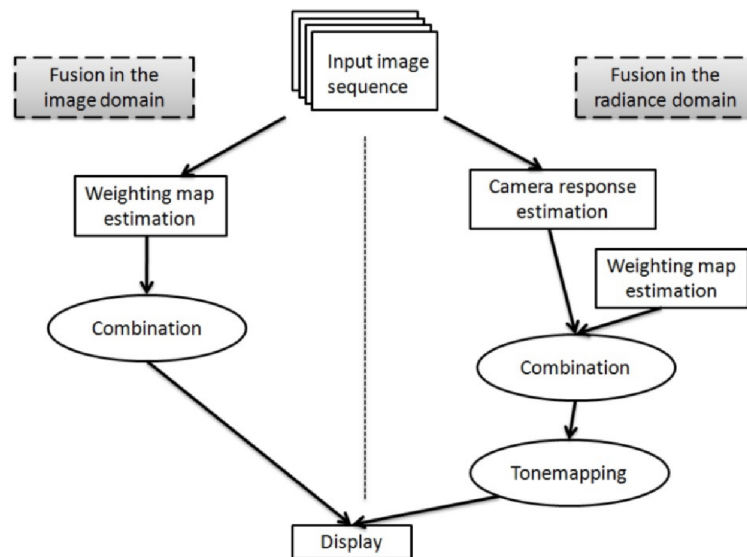 Input image
sequence
Fusion in the
image domain
Fusion in the
radiance domain
Weighting map
estimation
Camera response
estimation
Weighting map
estimation
Combination
Combination
Tonemapping
Display